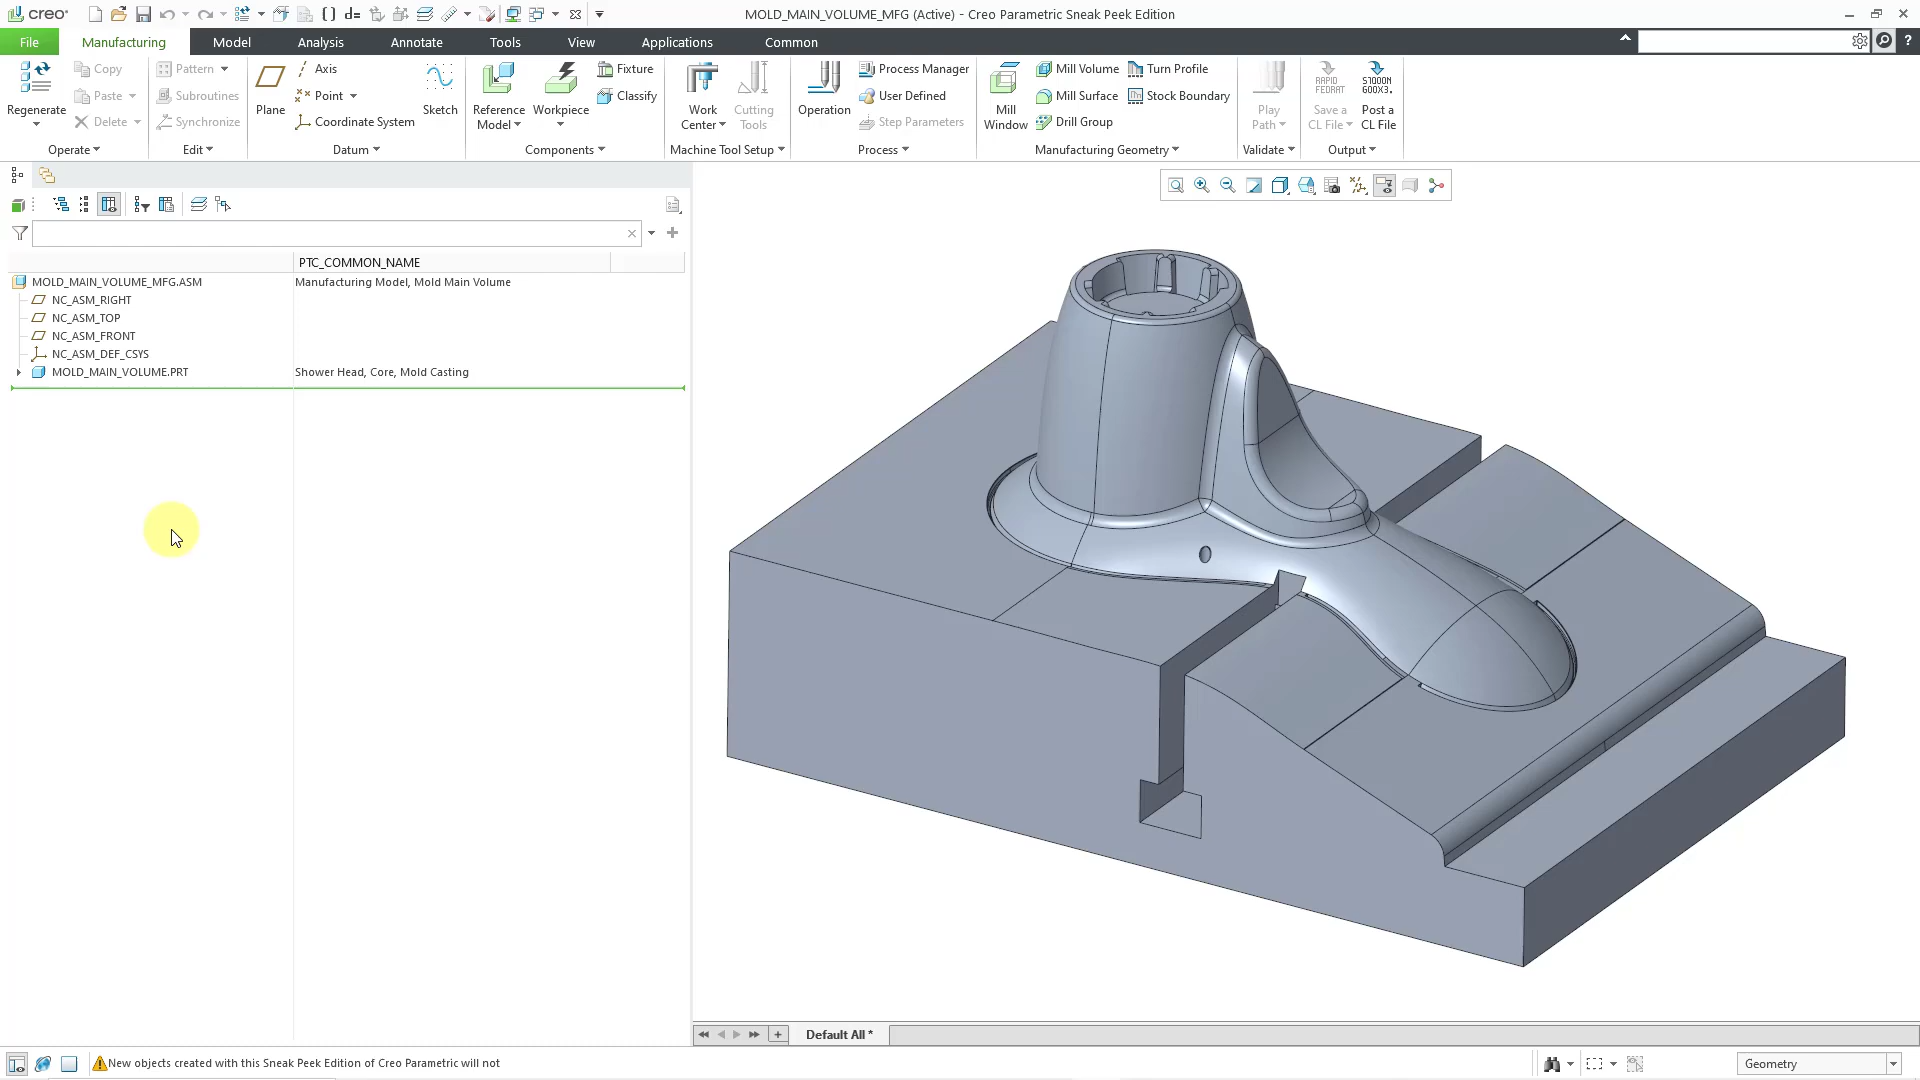 creo
MOLD_MAIN_VOLUME_MFG (Active) - Creo Parametric Sneak Peek Edition
File Manufacturing Model Analysis Annotate Tools View Applications Common
Regenerate
Copy
Paste
Delete
Operate
Pattern
Subroutines
Synchronize
Edit
Plane
Axis
Point
Coordinate System
Sketch
Datum
Reference
Model
Workpiece
Fixture
Classify
Components
Work
Center
Cutting
Tools
Machine Tool Setup
Operation
Process Manager
User Defined
Step Parameters
Process
Mill
Window
Mill Volume
Mill Surface
Drill Group
Turn Profile
Stock Boundary
Manufacturing Geometry
Play
Path
Validate
RAPID
FEDRAT
Save a
CL File
S1000N
G00X3.
Post a
CL File
Output
PTC_COMMON_NAME
MOLD_MAIN_VOLUME_MFG.ASM Manufacturing Model, Mold Main Volume
NC_ASM_RIGHT
NC_ASM_TOP
NC_ASM_FRONT
NC_ASM_DEF_CSYS
MOLD_MAIN_VOLUME.PRT Shower Head, Core, Mold Casting
Default All *
New objects created with this Sneak Peek Edition of Creo Parametric will not
Geometry